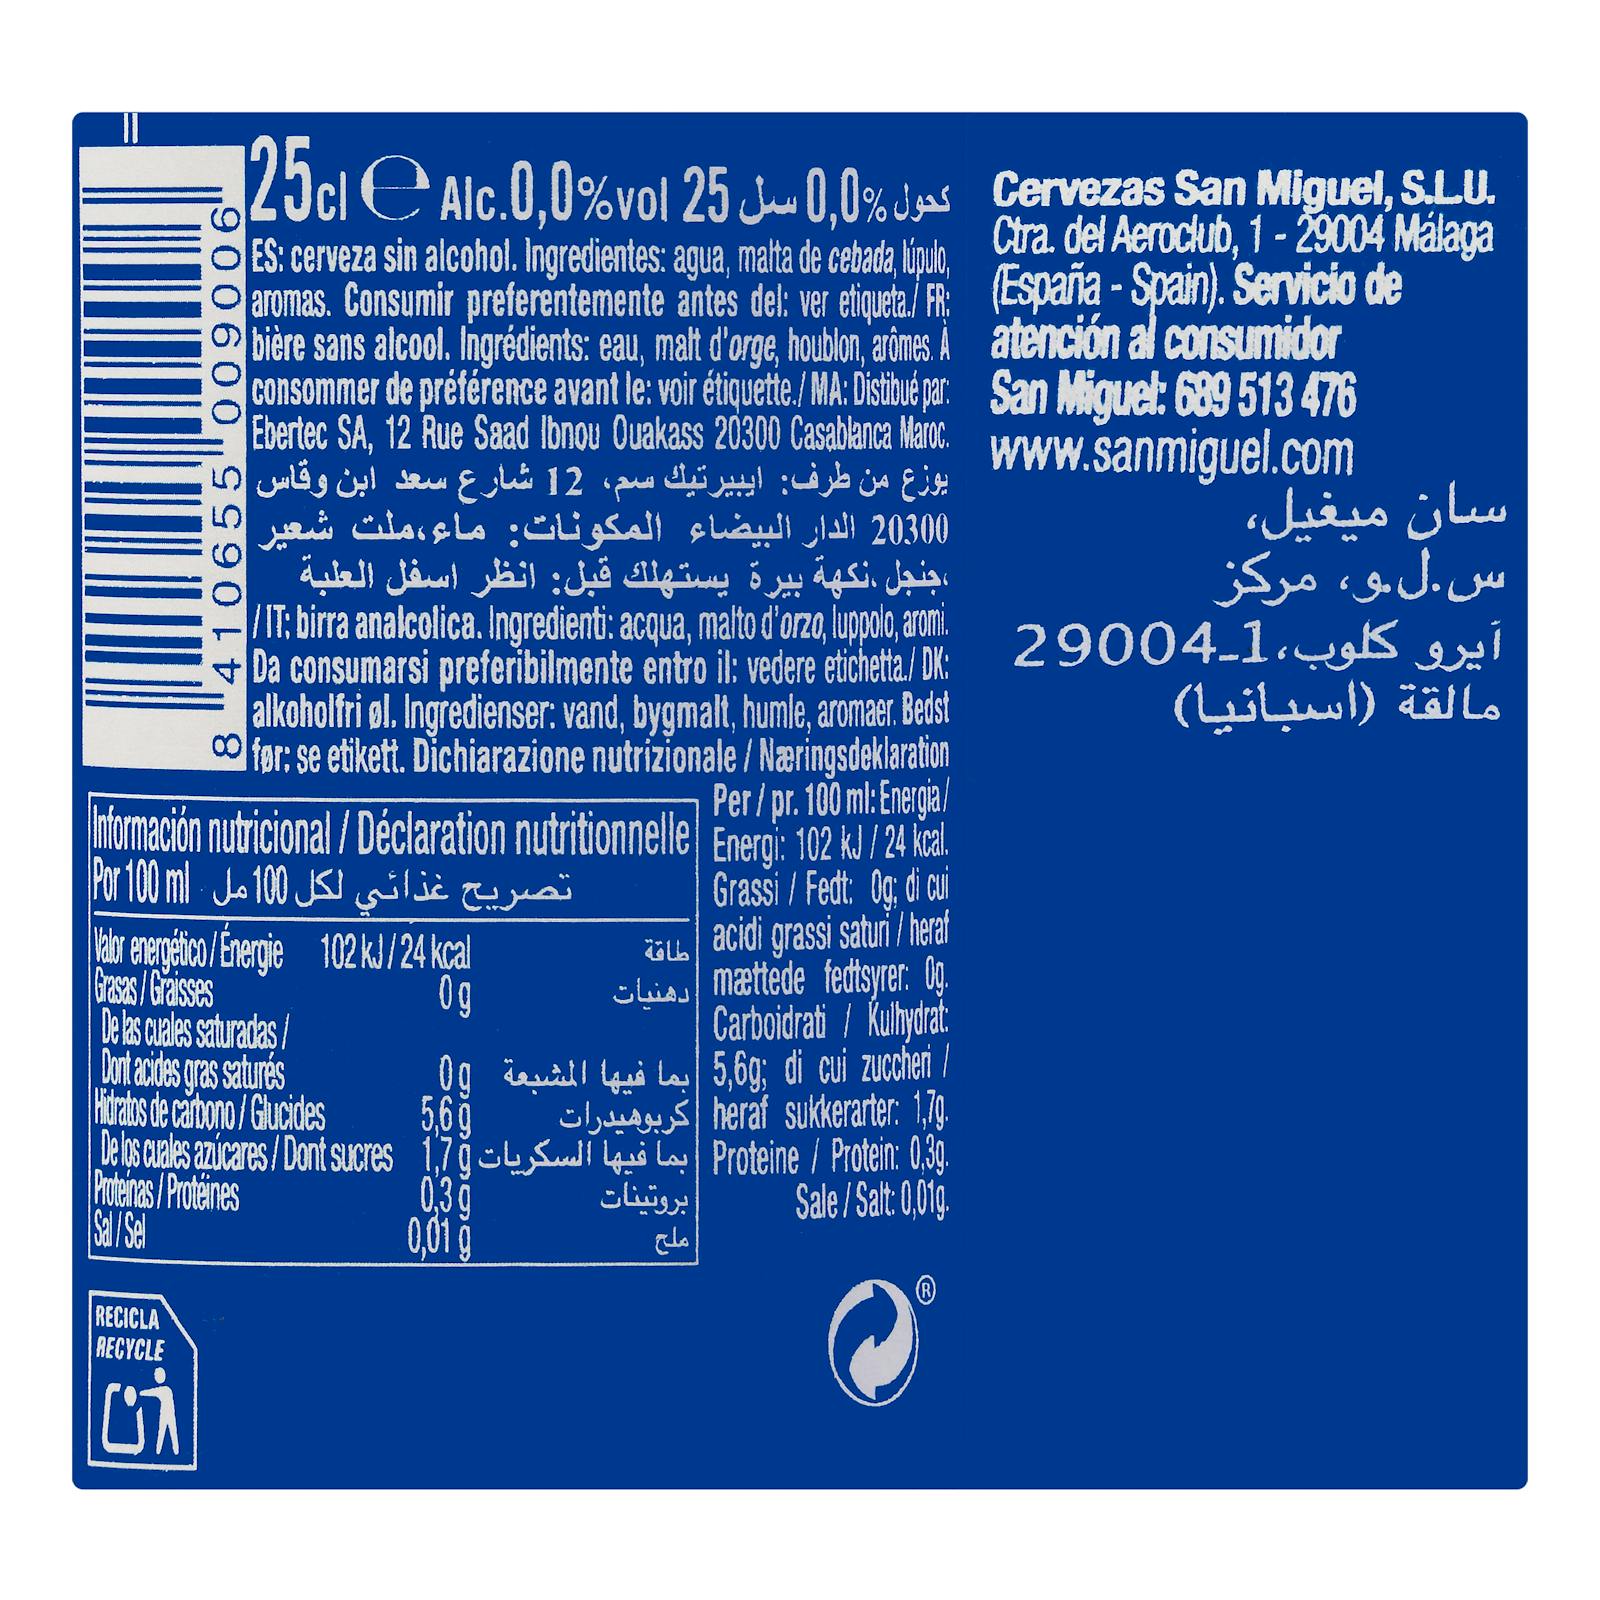 25cl ℮ Alc.0,0%vol 25 سل 0,0% كحول
ES: cerveza sin alcohol. Ingredientes: agua, malta de cebada, lúpulo,
aromas. Consumir preferentemente antes del: ver etiqueta./ FR:
bière sans alcool. Ingrédients: eau, malt d'orge, houblon, arômes. À
consommer de préférence avant le: voir étiquette./ MA: Distibué par:
Ebertec SA, 12 Rue Saad Ibnou Ouakass 20300 Casablanca Maroc.
يوزع من طرف: ايبيرتيك سم، 12 شارع سعد ابن وقاس
20300 الدار البيضاء المكونات: ماء،ملت شعير
،جنجل ،نكهة بيرة يستهلك قبل: انظر اسفل العلبة
/ IT: birra analcolica. Ingredienti: acqua, malto d'orzo, luppolo, aromi.
Da consumarsi preferibilmente entro il: vedere etichetta./ DK:
alkoholfri øl. Ingredienser: vand, bygmalt, humle, aromaer. Bedst
før: se etikett. Dichiarazione nutrizionale / Næringsdeklaration
Per / pr. 100 ml: Energia /
Energi: 102 kJ / 24 kcal.
Grassi / Fedt: 0g; di cui
acidi grassi saturi / heraf
mættede fedtsyrer: 0g.
Carboidrati / Kulhydrat:
5,6g; di cui zuccheri /
heraf sukkerarter: 1,7g.
Proteine / Protein: 0,3g.
Sale / Salt: 0,01g.
8 410655 009006
Información nutricional / Déclaration nutritionnelle
Por 100 ml تصريح غذائي لكل 100 مل
Valor energético / Énergie 102 kJ / 24 kcal طاقة
Grasas / Graisses 0 g دهنيات
De las cuales saturadas /
Dont acides gras saturés 0 g بما فيها المشبعة
Hidratos de carbono / Glucides 5,6 g كربوهيدرات
De los cuales azúcares / Dont sucres 1,7 g بما فيها السكريات
Proteínas / Protéines 0,3 g بروتينات
Sal / Sel 0,01 g ملح
RECICLA
RECYCLE
®
Cervezas San Miguel, S.L.U.
Ctra. del Aeroclub, 1 - 29004 Málaga
(España - Spain). Servicio de
atención al consumidor
San Miguel: 689 513 476
www.sanmiguel.com
سان ميغيل،
س.ل.و، مركز
آيرو كلوب،1-29004
مالقة (اسبانيا)